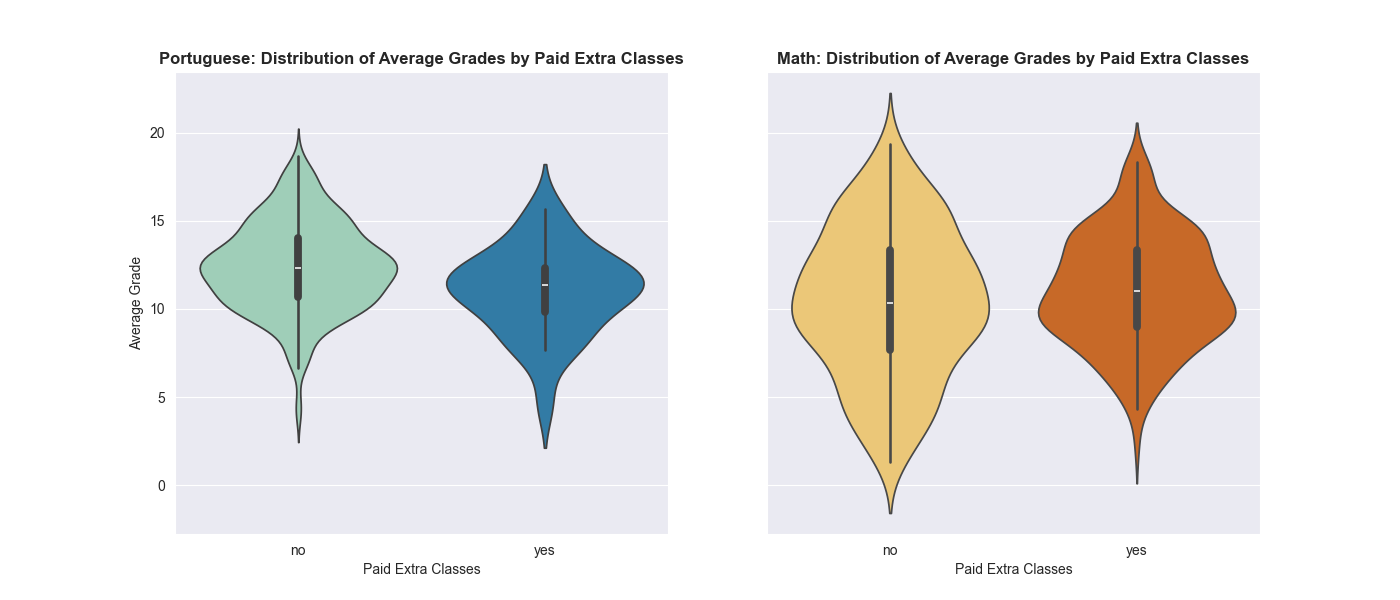 Portuguese: Distribution of Average Grades by Paid Extra Classes
Average Grade
20
15
10
5
0
no
yes
Paid Extra Classes
Math: Distribution of Average Grades by Paid Extra Classes
no
yes
Paid Extra Classes